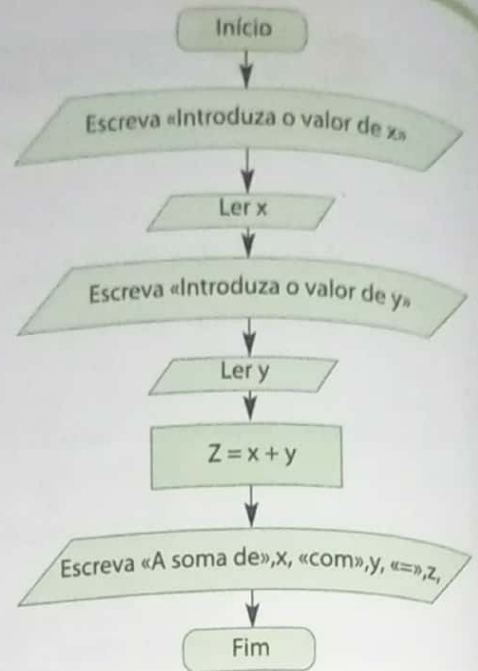 Início
Escreva «Introduza o valor de x»
Ler x
Escreva «Introduza o valor de y»
Ler y
Z = x + y
Escreva «A soma de»,x, «com»,y, «=»,z,
Fim